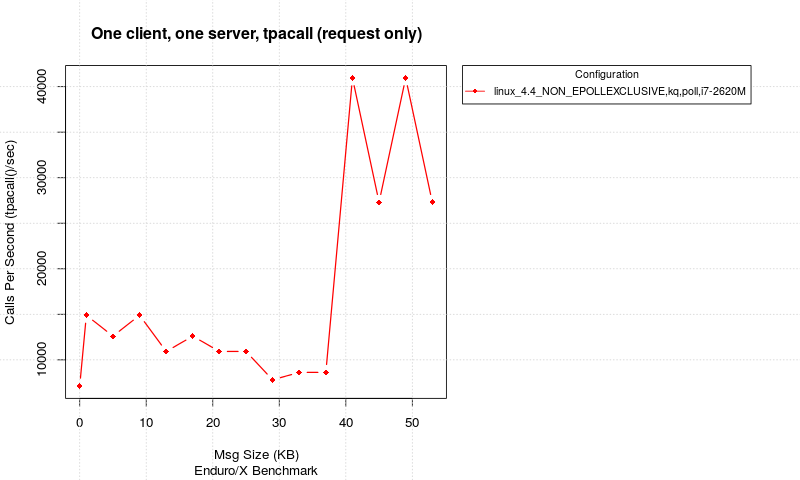 One client, one server, tpacall (request only)
Configuration
linux_4.4_NON_EPOLLEXCLUSIVE,kq,poll,i7-2620M
Calls Per Second (tpacall()/sec)
40000
30000
20000
10000
0 10 20 30 40 50
Msg Size (KB)
Enduro/X Benchmark